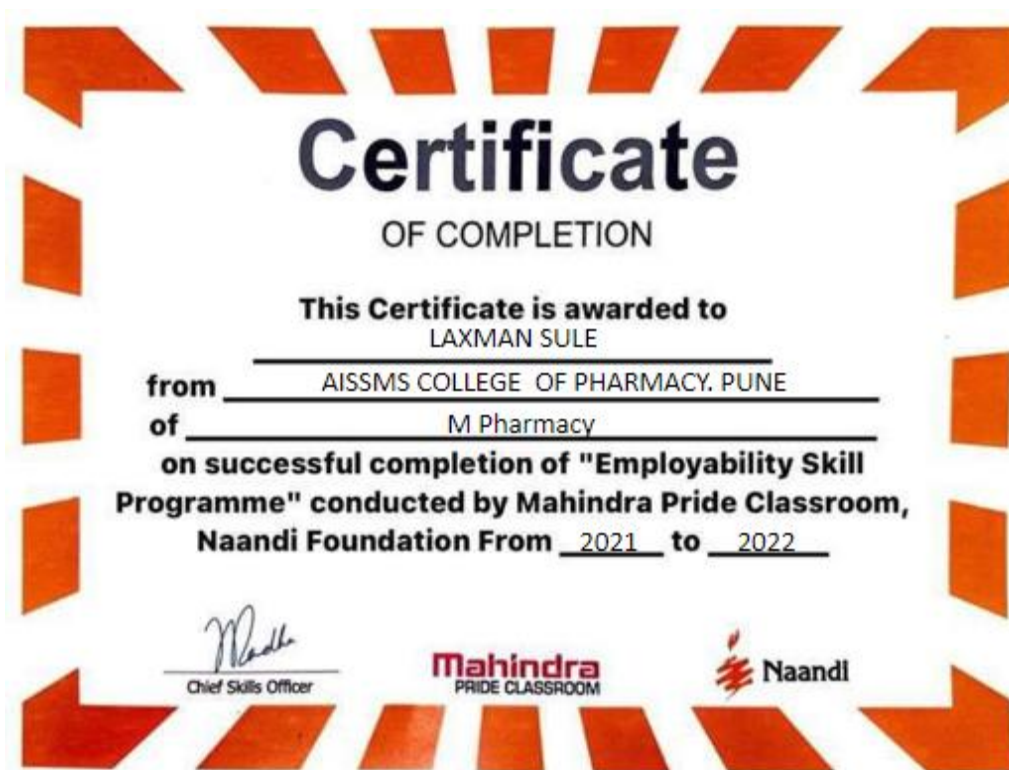 Certificate
OF COMPLETION
This Certificate is awarded to
LAXMAN SULE
from AISSMS COLLEGE OF PHARMACY. PUNE
of M Pharmacy
on successful completion of "Employability Skill
Programme" conducted by Mahindra Pride Classroom,
Naandi Foundation From 2021 to 2022
Chief Skills Officer
Mahindra
PRIDE CLASSROOM
Naandi